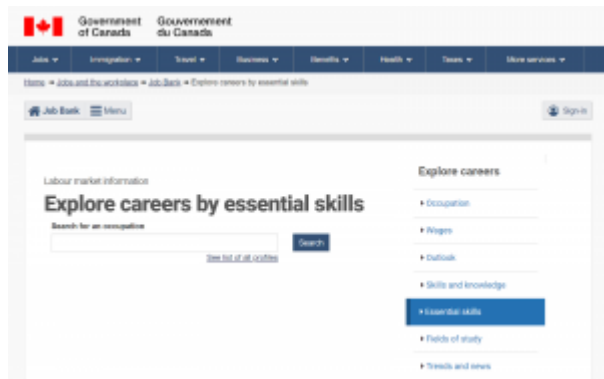 Government Gouvernement
of Canada du Canada
Jobs Immigration Travel Business Benefits Health Taxes More services
Home Jobs and the workplace Job Bank Explore careers by essential skills
Job Bank Menu Sign-in
Explore careers
Labour market information
Explore careers by essential skills
Search for an occupation
Search
See list of all profiles
Occupation
Wages
Outlook
Skills and knowledge
Essential skills
Fields of study
Trends and news